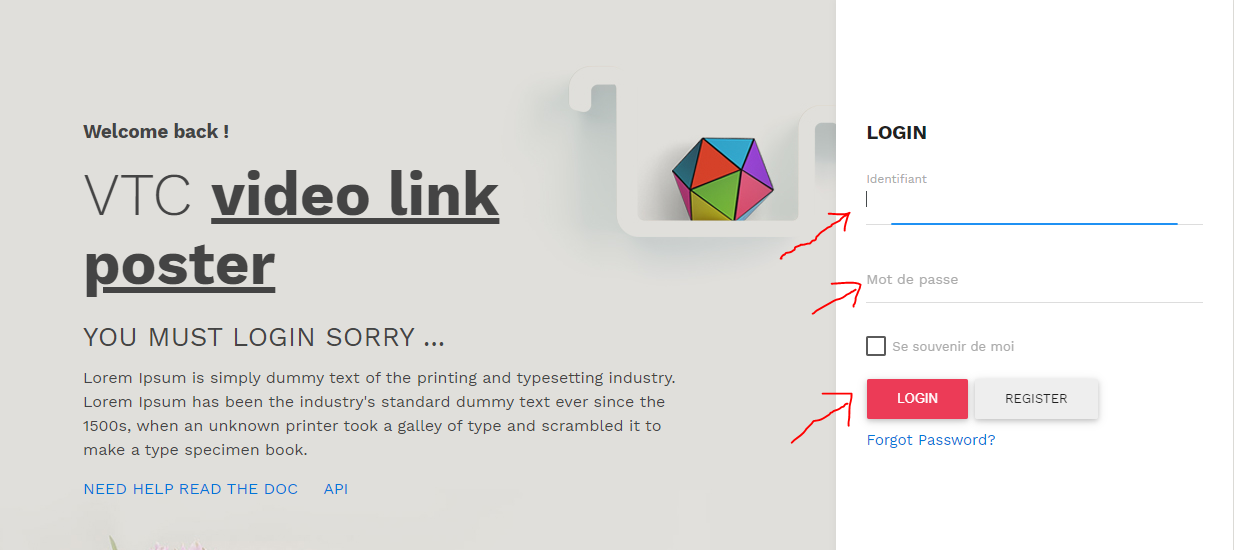 Welcome back !
VTC video link
poster
YOU MUST LOGIN SORRY ...
Lorem Ipsum is simply dummy text of the printing and typesetting industry.
Lorem Ipsum has been the industry's standard dummy text ever since the
1500s, when an unknown printer took a galley of type and scrambled it to
make a type specimen book.
NEED HELP READ THE DOC API
LOGIN
Identifiant
Mot de passe
Se souvenir de moi
LOGIN REGISTER
Forgot Password?